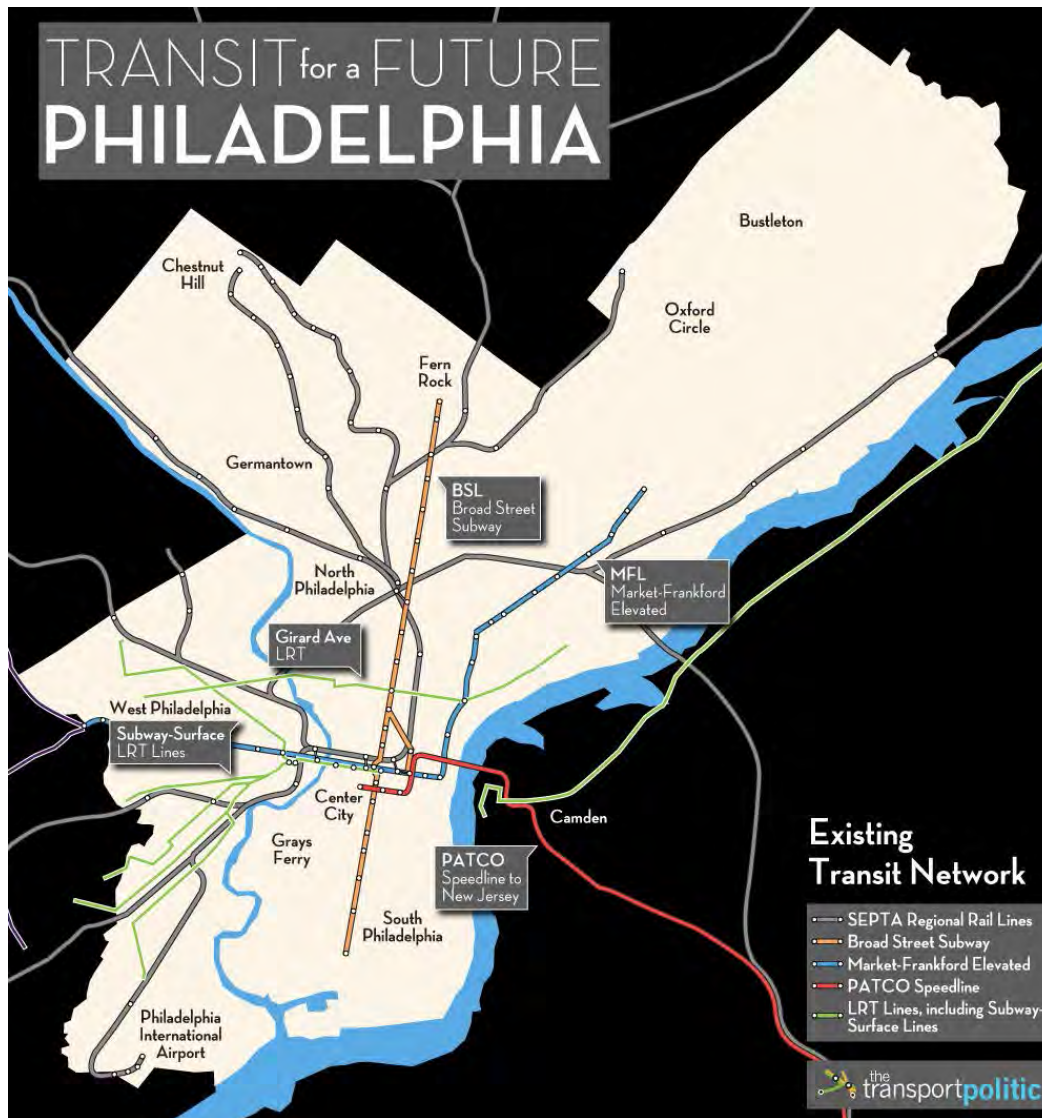 TRANSIT for a FUTURE
PHILADELPHIA
Bustleton
Chestnut
Hill
Oxford
Circle
Fern
Rock
Germantown
BSL
Broad Street
Subway
North
Philadelphia
MFL
Market-Frankford
Elevated
Girard Ave
LRT
West Philadelphia
Subway-Surface
LRT Lines
Center
City
Camden
Grays
Ferry
PATCO
Speedline to
New Jersey
South
Philadelphia
Philadelphia
International
Airport
Existing
Transit Network
SEPTA Regional Rail Lines
Broad Street Subway
Market-Frankford Elevated
PATCO Speedline
LRT Lines, including Subway-
Surface Lines
the
transportpolitic